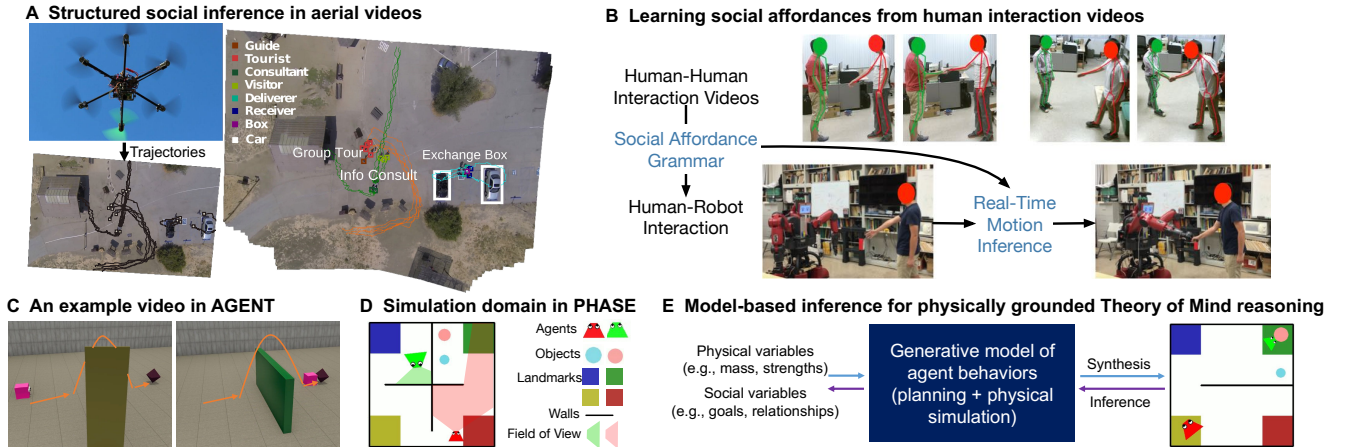 A Structured social inference in aerial videos
Trajectories
Guide
Tourist
Consultant
Visitor
Deliverer
Receiver
Box
Car
Group Tour
Info Consult
Exchange Box
B Learning social affordances from human interaction videos
Human-Human
Interaction Videos
Social Affordance
Grammar
Human-Robot
Interaction
Real-Time
Motion
Inference
C An example video in AGENT
D Simulation domain in PHASE
Agents
Objects
Landmarks
Walls
Field of View
E Model-based inference for physically grounded Theory of Mind reasoning
Physical variables
(e.g., mass, strengths)
Social variables
(e.g., goals, relationships)
Generative model of
agent behaviors
(planning + physical
simulation)
Synthesis
Inference